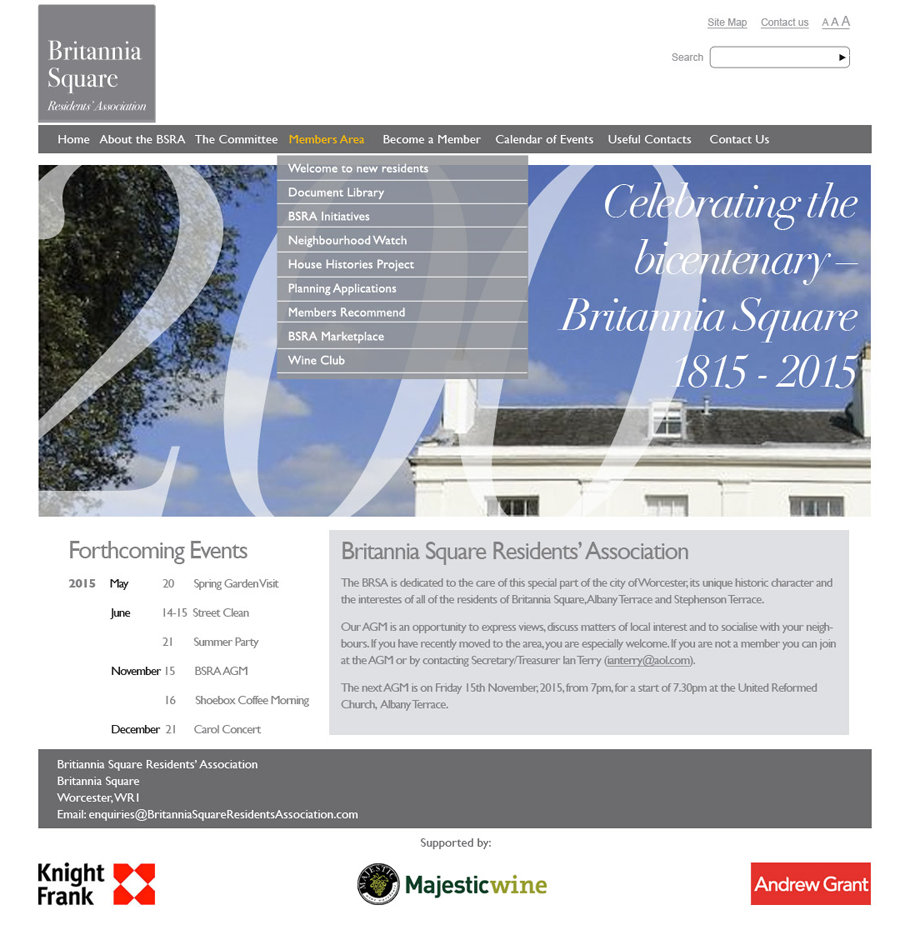 Britannia
Square
Residents' Association
Site Map Contact us A A A
Search
Home About the BSRA The Committee Members Area Become a Member Calendar of Events Useful Contacts Contact Us
Welcome to new residents
Document Library
BSRA Initiatives
Neighbourhood Watch
House Histories Project
Planning Applications
Members Recommend
BSRA Marketplace
Wine Club
200
Celebrating the
bicentenary –
Britannia Square
1815 - 2015
Forthcoming Events
2015 May 20 Spring Garden Visit
June 14-15 Street Clean
21 Summer Party
November 15 BSRA AGM
16 Shoebox Coffee Morning
December 21 Carol Concert
Britannia Square Residents' Association
The BRSA is dedicated to the care of this special part of the city of Worcester, its unique historic character and
the interestes of all of the residents of Britannia Square, Albany Terrace and Stephenson Terrace.
Our AGM is an opportunity to express views, discuss matters of local interest and to socialise with your neigh-
bours. If you have recently moved to the area, you are especially welcome. If you are not a member you can join
at the AGM or by contacting Secretary/Treasurer Ian Terry (ianterry@aol.com).
The next AGM is on Friday 15th November, 2015, from 7pm, for a start of 7.30pm at the United Reformed
Church, Albany Terrace.
Britiannia Square Residents' Association
Britannia Square
Worcester, WR1
Email: enquiries@BritanniaSquareResidentsAssociation.com
Supported by:
Knight
Frank
MAJESTIC
Majesticwine
Andrew Grant